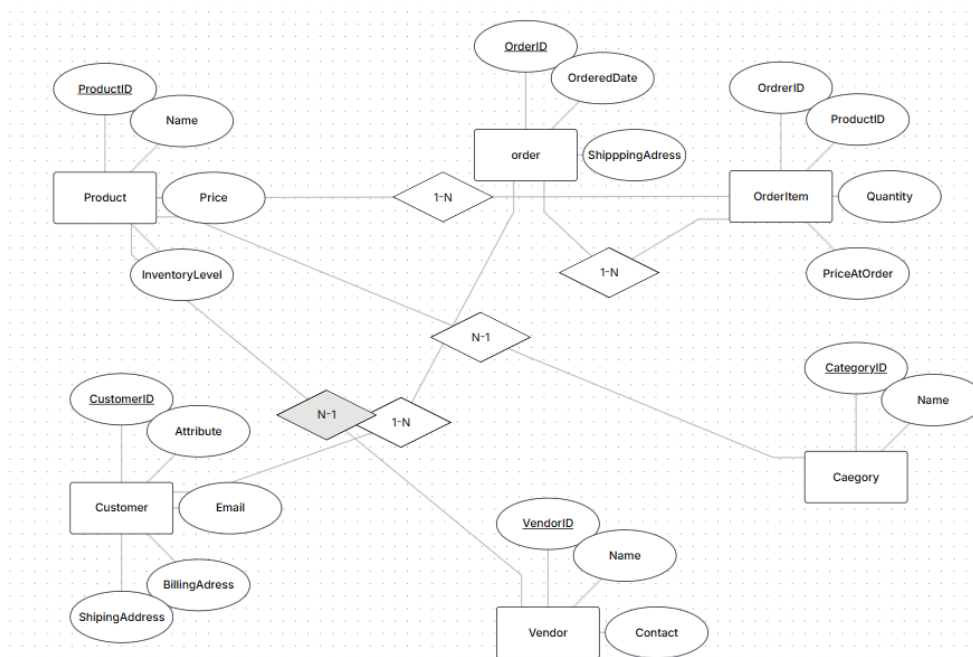 OrderID
OrderedDate
ProductID
Name
OrdrerID
ProductID
order
ShipppingAdress
Product
Price
1-N
OrderItem
Quantity
InventoryLevel
1-N
PriceAtOrder
N-1
CategoryID
Name
CustomerID
Attribute
N-1
1-N
Caegory
Customer
Email
VendorID
Name
BillingAdress
ShipingAddress
Vendor
Contact